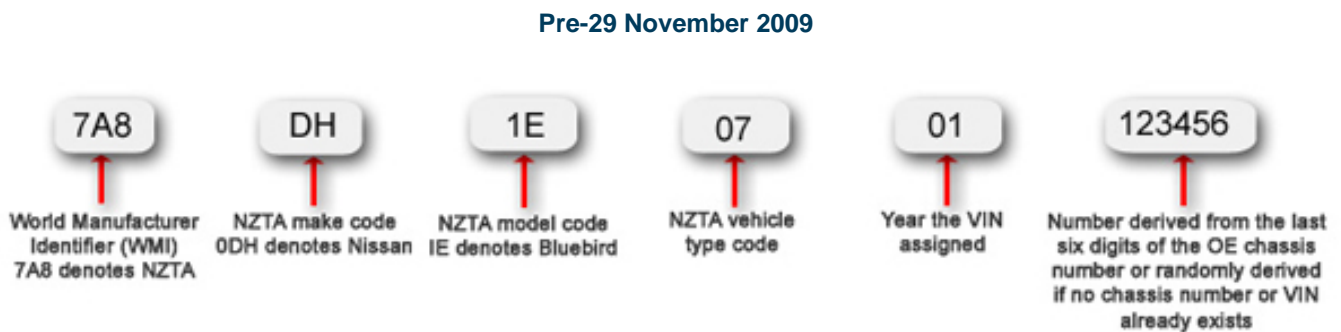 Pre-29 November 2009
7A8 DH 1E 07 01 123456
World Manufacturer
Identifier (WMI)
7A8 denotes NZTA
NZTA make code
0DH denotes Nissan
NZTA model code
IE denotes Bluebird
NZTA vehicle
type code
Year the VIN
assigned
Number derived from the last
six digits of the OE chassis
number or randomly derived
if no chassis number or VIN
already exists